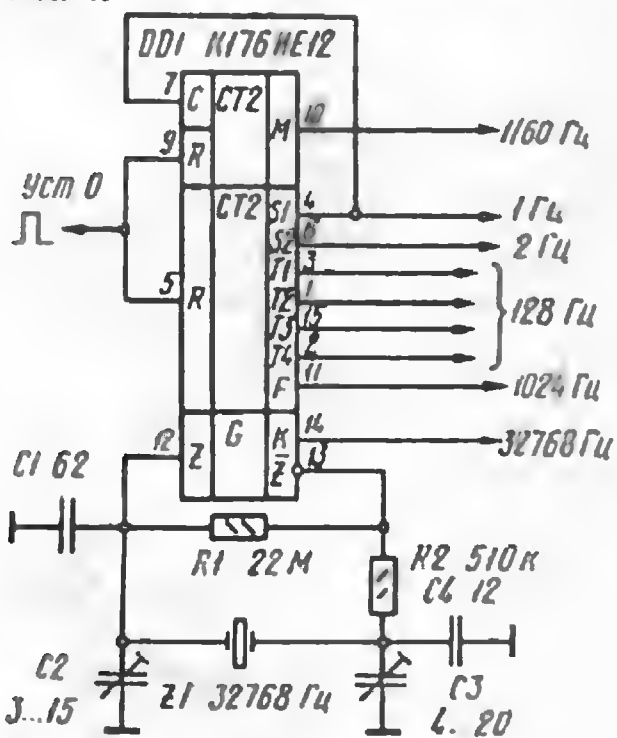 DD1 К176ИЕ12
7
C
CT2
9
R
M
10
1/60 Гц
Уст 0
CT2
S1
4
1 Гц
S2
6
2 Гц
T1
3
5
R
T2
1
128 Гц
T3
15
T4
2
F
11
1024 Гц
12
Z
G
K
14
32768 Гц
Z
13
C1 62
R1 22 М
R2 510 к
C4 12
C2
3...15
Z1 32768 Гц
C3
4..20